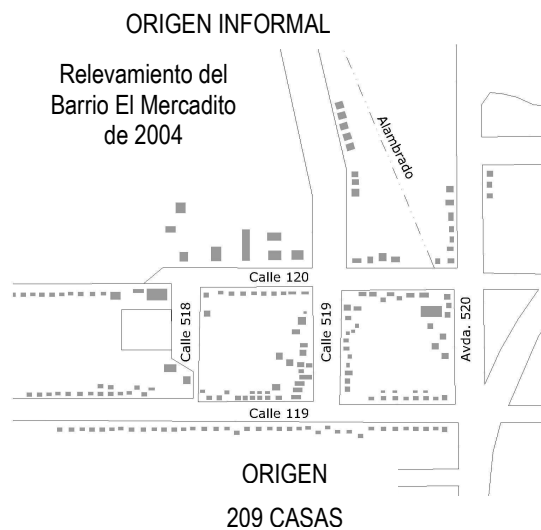 ORIGEN INFORMAL
Relevamiento del
Barrio El Mercadito
de 2004
Alambrado
Calle 120
Calle 518
Calle 519
Avda. 520
Calle 119
ORIGEN
209 CASAS